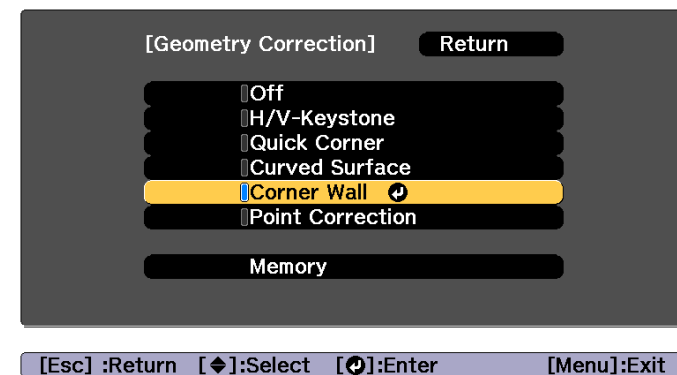 [Geometry Correction] Return
Off
H/V-Keystone
Quick Corner
Curved Surface
Corner Wall
Point Correction
Memory
[Esc] :Return [◆]:Select [↵]:Enter [Menu]:Exit